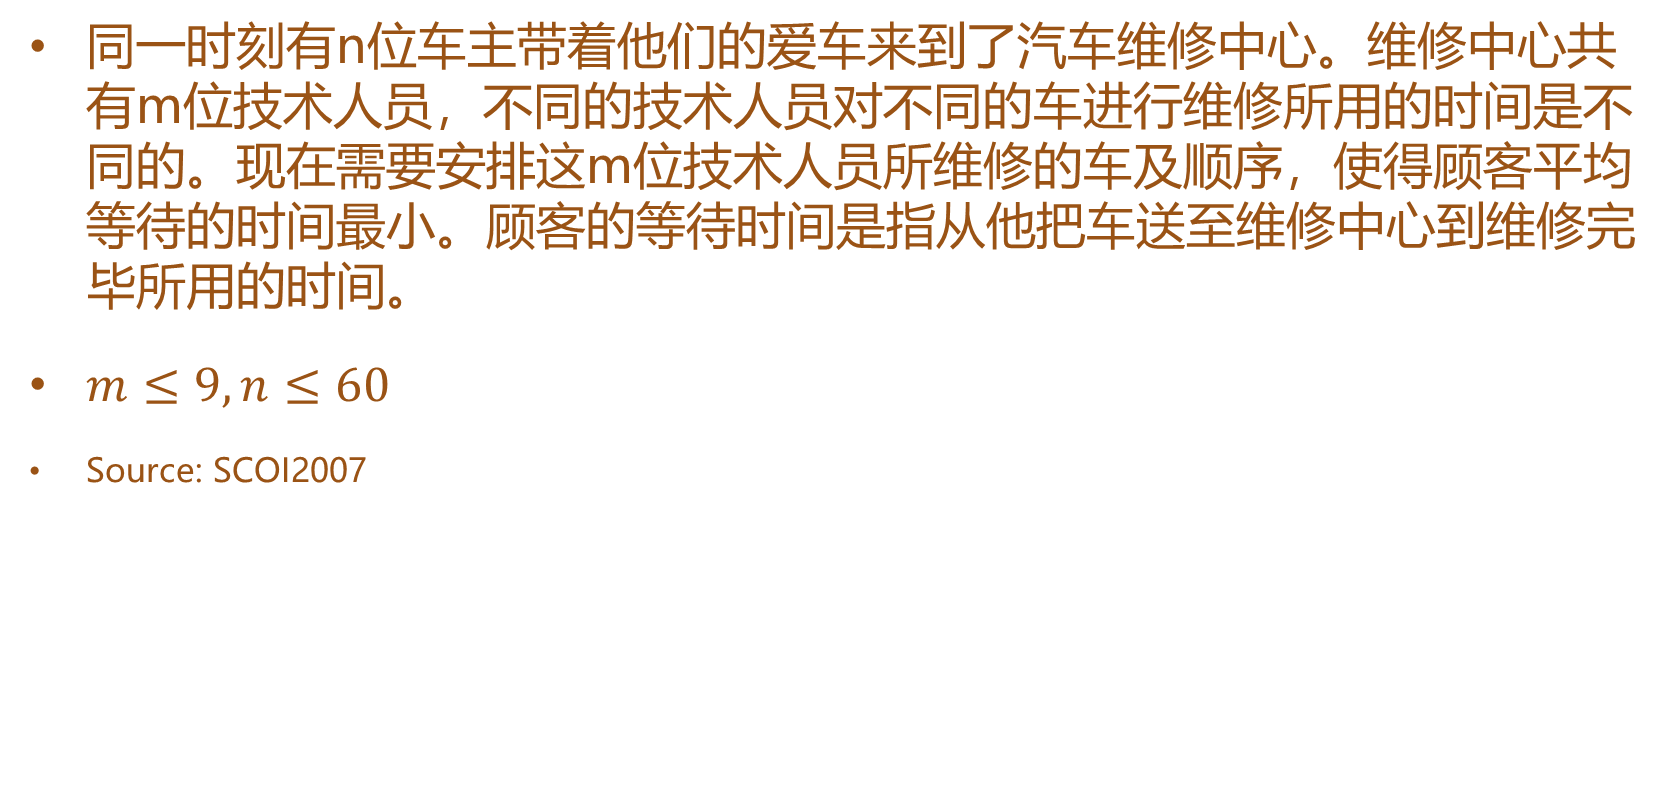 • 同一时刻有n位车主带着他们的爱车来到了汽车维修中心。维修中心共
有m位技术人员，不同的技术人员对不同的车进行维修所用的时间是不
同的。现在需要安排这m位技术人员所维修的车及顺序，使得顾客平均
等待的时间最小。顾客的等待时间是指从他把车送至维修中心到维修完
毕所用的时间。
• m ≤ 9, n ≤ 60
• Source: SCOI2007